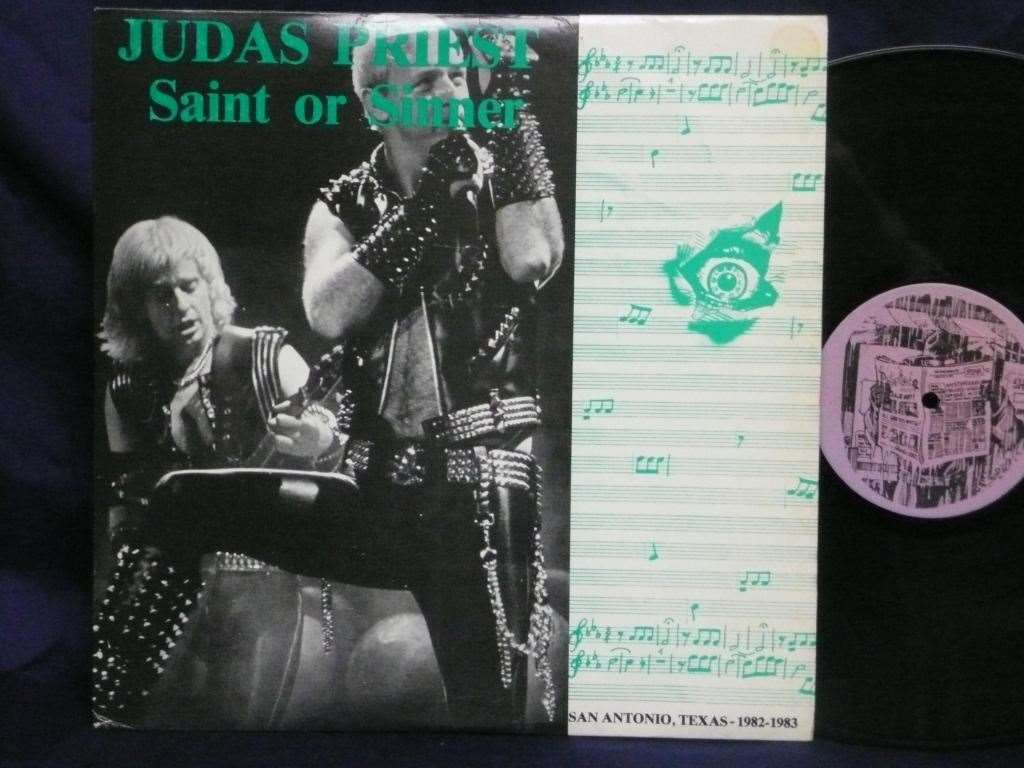 JUDAS PRIEST
Saint or Sinner
SAN ANTONIO, TEXAS - 1982-1983